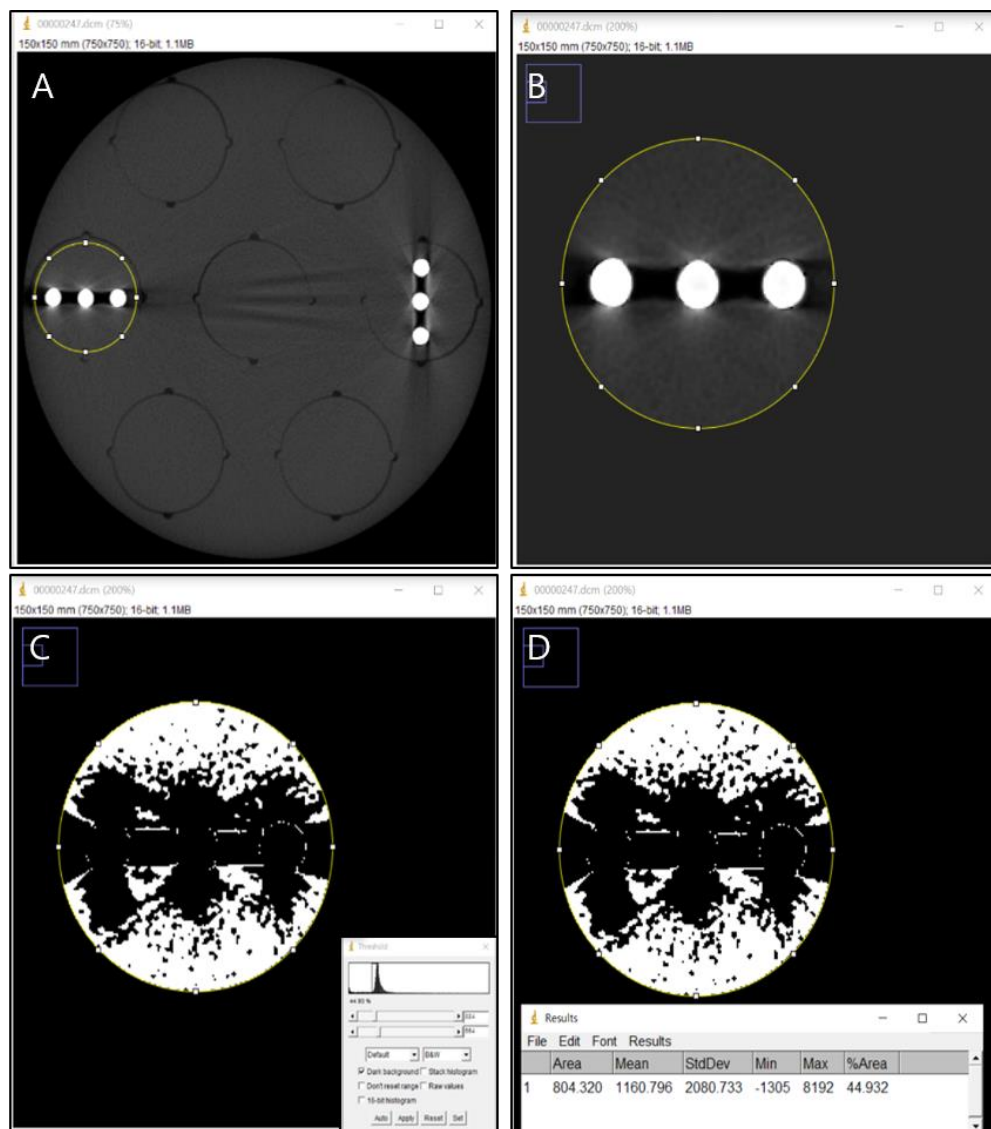 00000247.dcm (75%)
150x150 mm (750x750); 16-bit; 1.1MB
A
00000247.dcm (200%)
150x150 mm (750x750); 16-bit; 1.1MB
B
00000247.dcm (200%)
150x150 mm (750x750); 16-bit; 1.1MB
C
Threshold
Default B&W
Dark background Stack histogram
Don't reset range Raw values
16-bit histogram
Auto Apply Reset Set
00000247.dcm (200%)
150x150 mm (750x750); 16-bit; 1.1MB
D
Results
File Edit Font Results
Area Mean StdDev Min Max %Area
1 804.320 1160.796 2080.733 -1305 8192 44.932